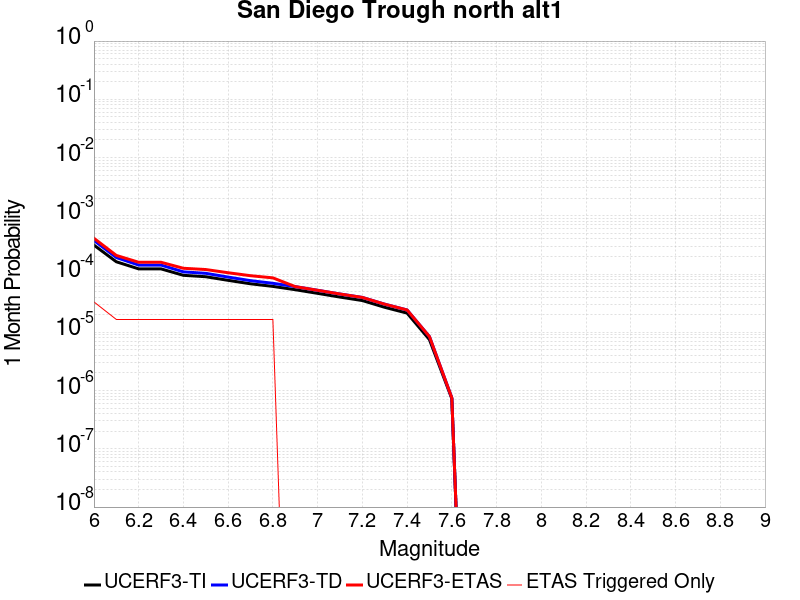 San Diego Trough north alt1
10^0
10^-1
10^-2
10^-3
10^-4
10^-5
10^-6
10^-7
10^-8
1 Month Probability
6 6.2 6.4 6.6 6.8 7 7.2 7.4 7.6 7.8 8 8.2 8.4 8.6 8.8 9
Magnitude
UCERF3-TI UCERF3-TD UCERF3-ETAS ETAS Triggered Only